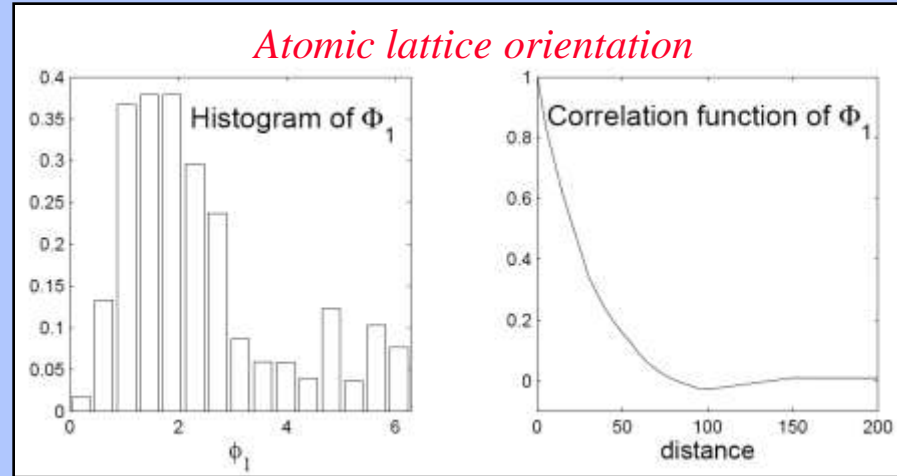 Atomic lattice orientation
Histogram of Φ1
0.4
0.35
0.3
0.25
0.2
0.15
0.1
0.05
0
0 2 4 6
ϕ1
Correlation function of Φ1
1
0.8
0.6
0.4
0.2
0
0 50 100 150 200
distance